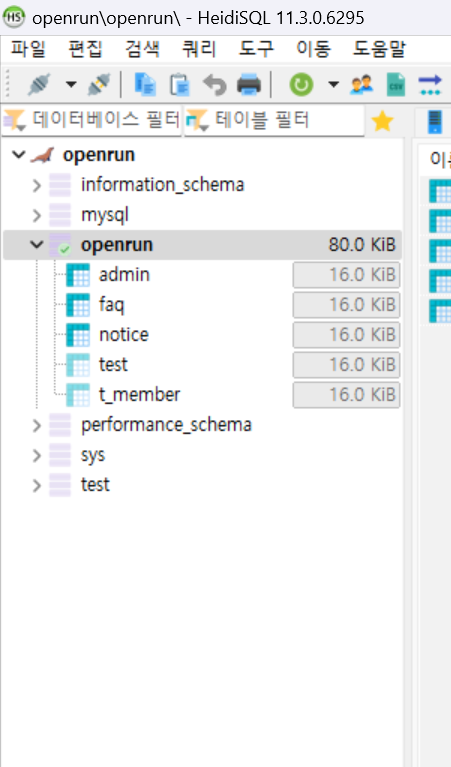 openrun\openrun\ - HeidiSQL 11.3.0.6295
파일 편집 검색 쿼리 도구 이동 도움말
데이터베이스 필터 테이블 필터
openrun
information_schema
mysql
openrun 80.0 KiB
admin 16.0 KiB
faq 16.0 KiB
notice 16.0 KiB
test 16.0 KiB
t_member 16.0 KiB
performance_schema
sys
test